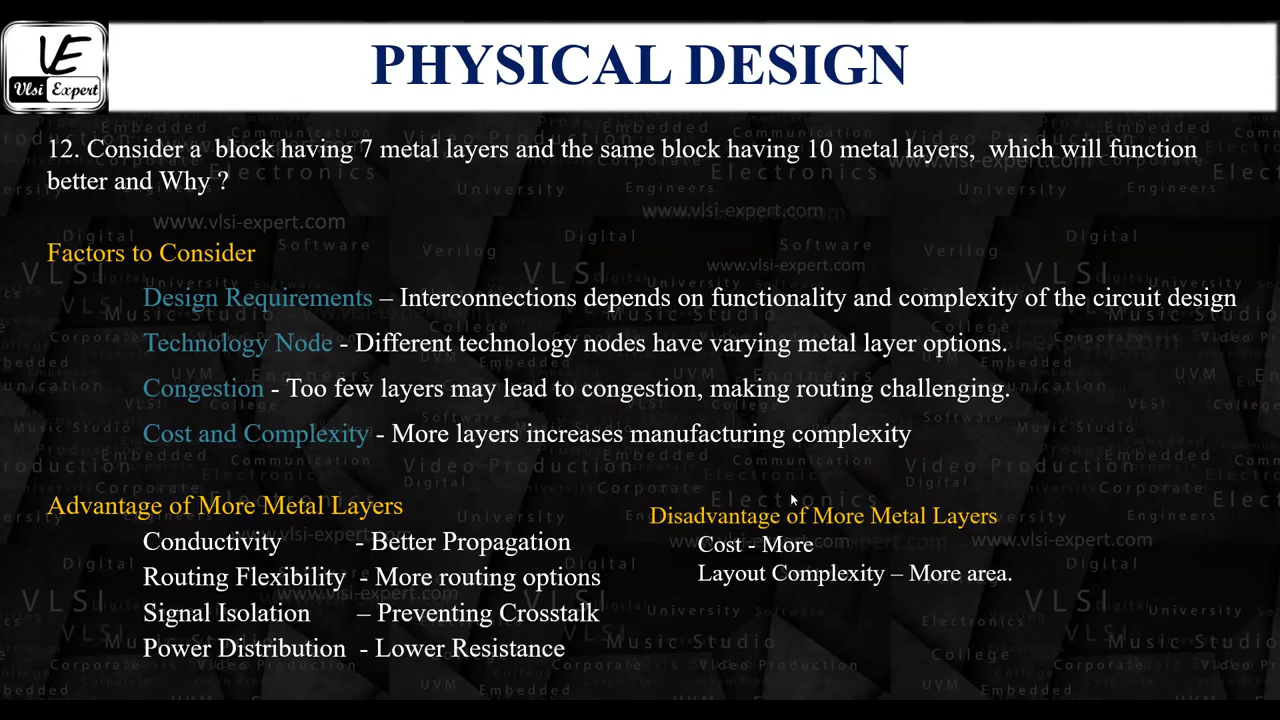 VE
Vlsi Expert
PHYSICAL DESIGN
12. Consider a block having 7 metal layers and the same block having 10 metal layers, which will function
better and Why ?
www.vlsi-expert.com
Factors to Consider
Design Requirements – Interconnections depends on functionality and complexity of the circuit design
Technology Node - Different technology nodes have varying metal layer options.
Congestion - Too few layers may lead to congestion, making routing challenging.
Cost and Complexity - More layers increases manufacturing complexity
Advantage of More Metal Layers
Conductivity - Better Propagation
Routing Flexibility - More routing options
Signal Isolation – Preventing Crosstalk
Power Distribution - Lower Resistance
Disadvantage of More Metal Layers
Cost - More
Layout Complexity – More area.